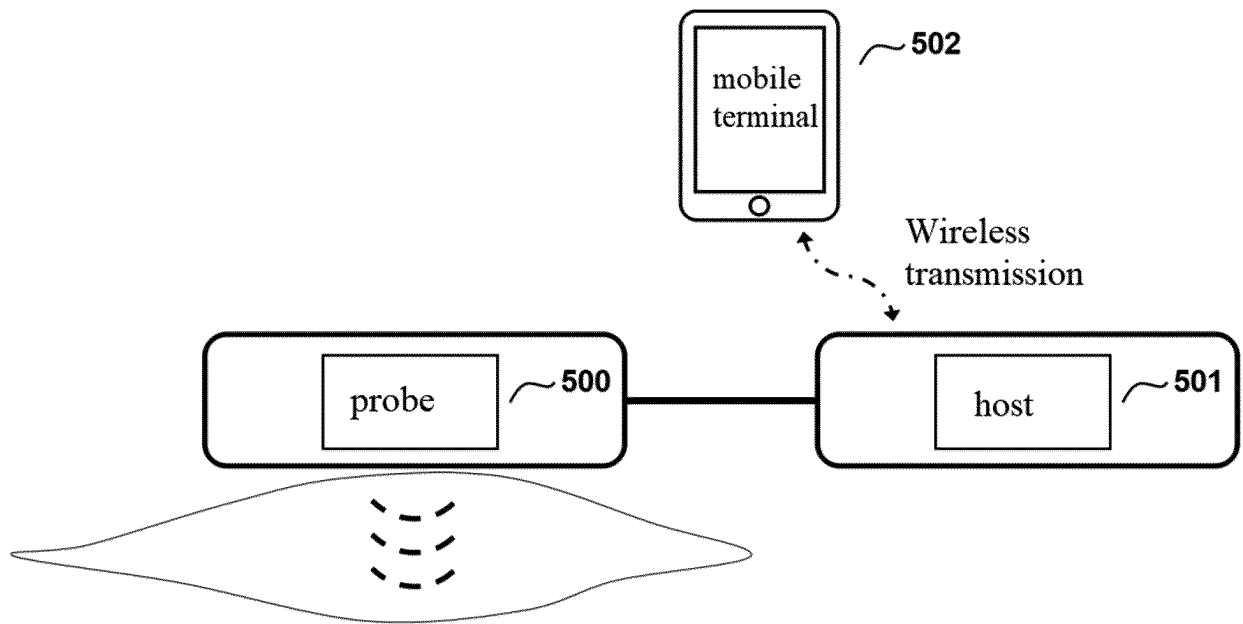 502
mobile
terminal
Wireless
transmission
probe
500
host
501